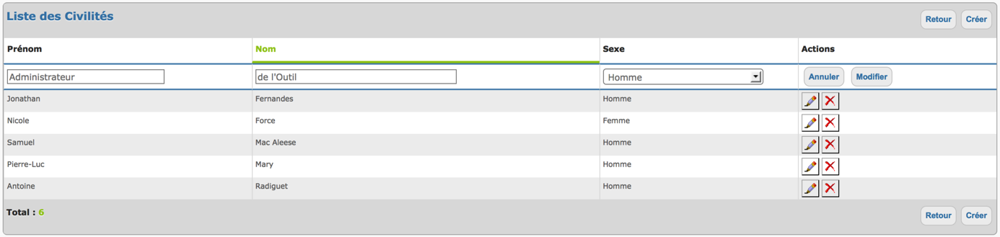 Liste des Civilités
Retour Créer
Prénom Nom Sexe Actions
Administrateur de l'Outil Homme Annuler Modifier
Jonathan Fernandes Homme
Nicole Force Femme
Samuel Mac Aleese Homme
Pierre-Luc Mary Homme
Antoine Radiguet Homme
Total : 6
Retour Créer